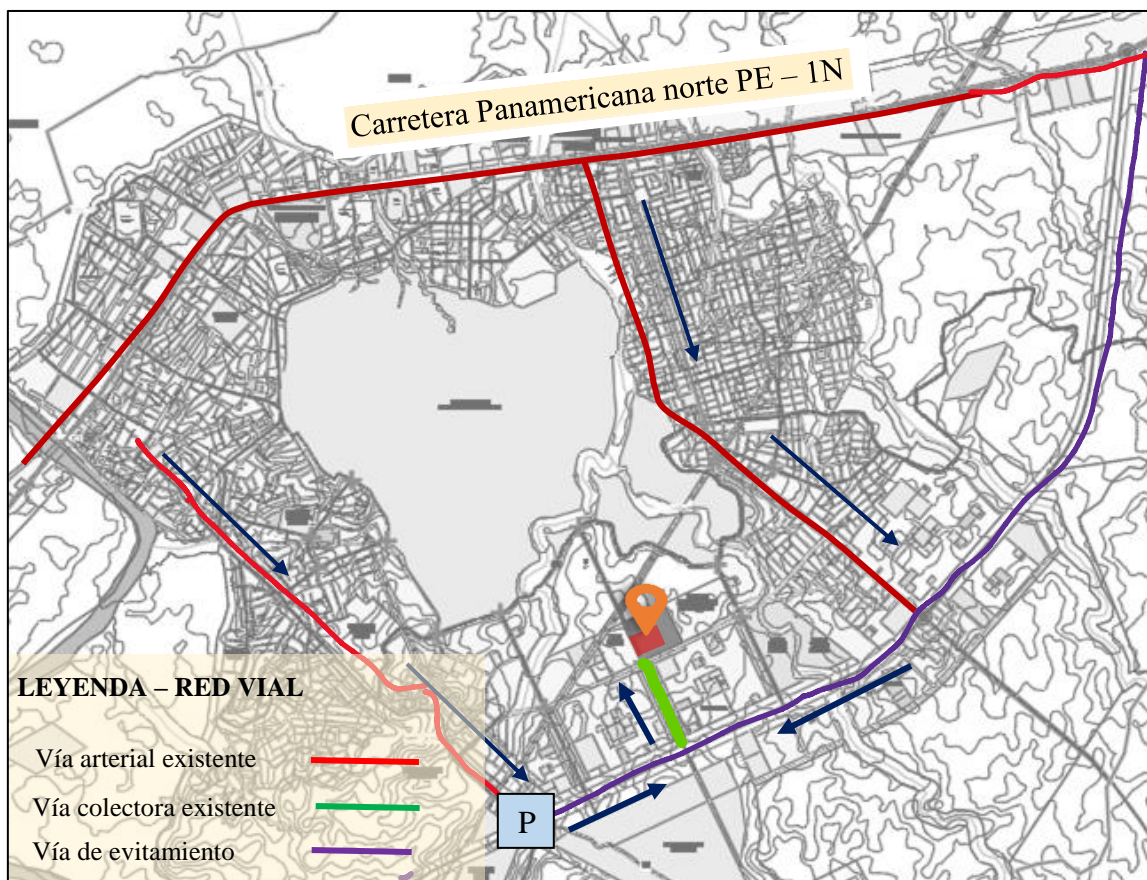 Carretera Panamericana norte PE – 1N
LEYENDA – RED VIAL
Vía arterial existente
Vía colectora existente
Vía de evitamiento
P